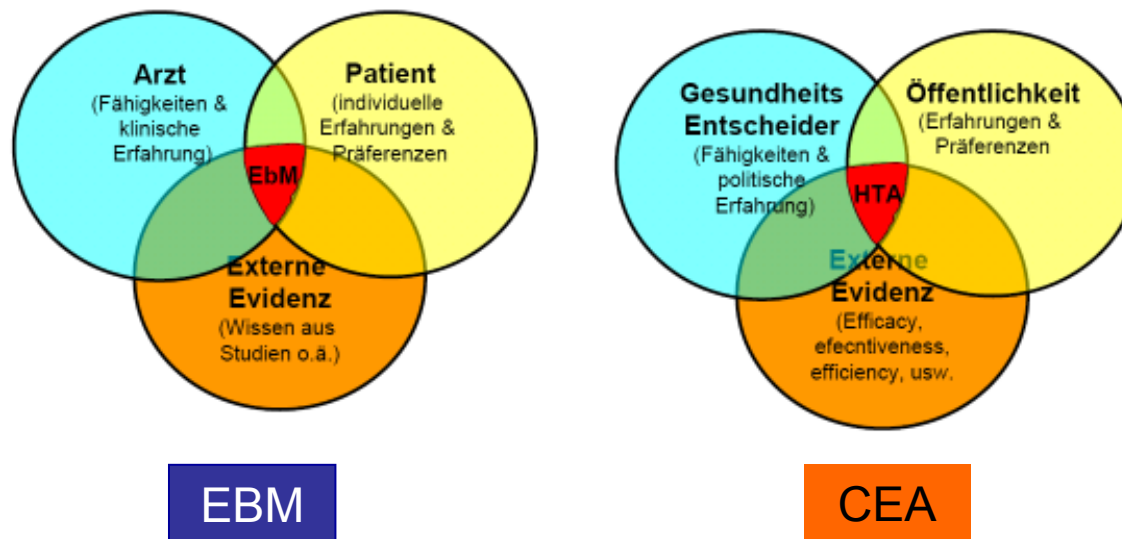 Arzt
(Fähigkeiten &
klinische
Erfahrung)
Patient
(individuelle
Erfahrungen &
Präferenzen
EbM
Externe
Evidenz
(Wissen aus
Studien o.ä.)
EBM
Gesundheits
Entscheider
(Fähigkeiten &
politische
Erfahrung)
Öffentlichkeit
(Erfahrungen &
Präferenzen
HTA
Externe
Evidenz
(Efficacy,
efecntiveness,
efficiency, usw.
CEA